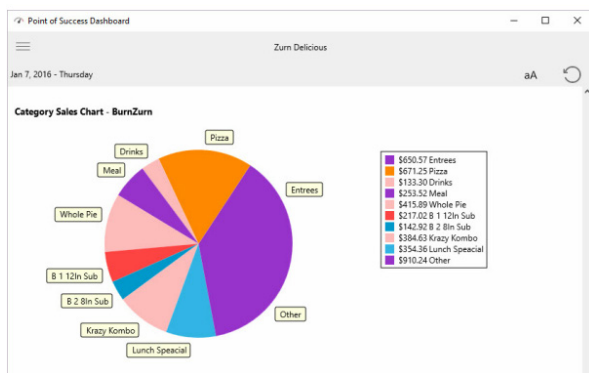 Point of Success Dashboard
Zurn Delicious
Jan 7, 2016 - Thursday
aA
Category Sales Chart - BurnZurn
Pizza
Drinks
Meal
Entrees
Whole Pie
B 1 12In Sub
B 2 8In Sub
Krazy Kombo
Lunch Speacial
Other
$650.57 Entrees
$671.25 Pizza
$133.30 Drinks
$253.52 Meal
$415.89 Whole Pie
$217.02 B 1 12In Sub
$142.92 B 2 8In Sub
$384.63 Krazy Kombo
$354.36 Lunch Speacial
$910.24 Other